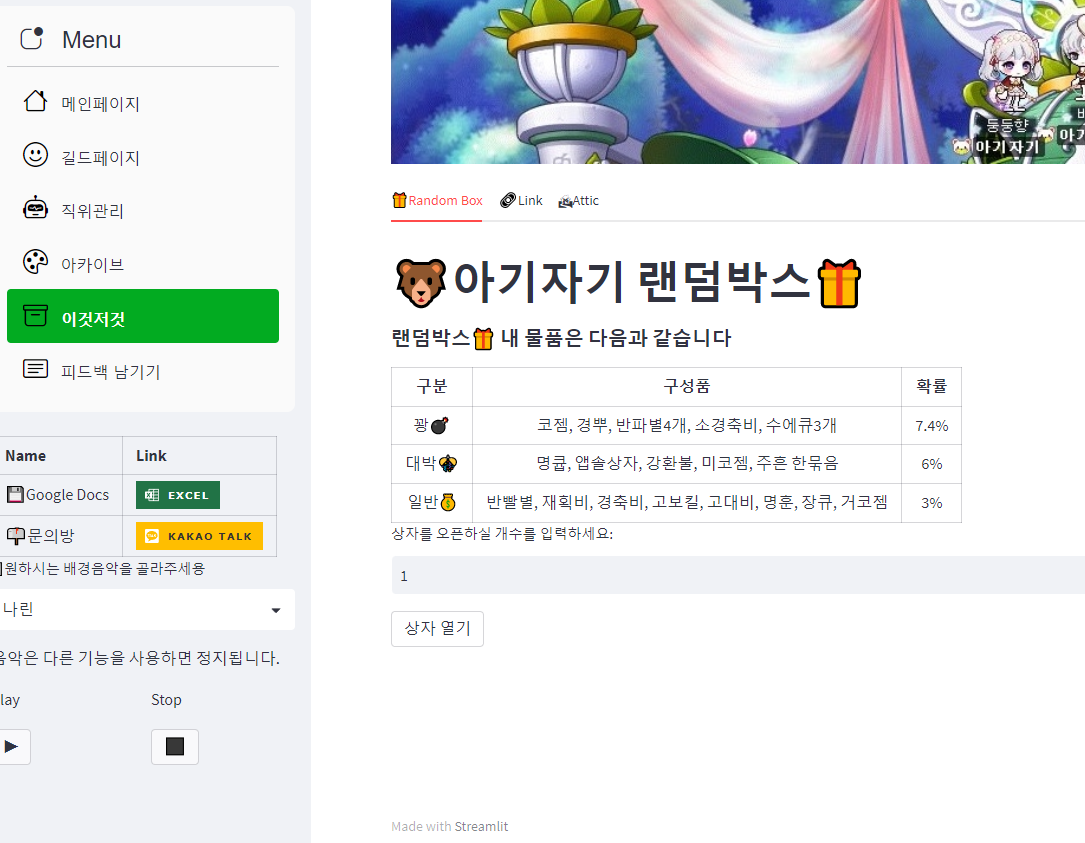 Menu
메인페이지
길드페이지
직위관리
아카이브
이것저것
피드백 남기기
Name Link
Google Docs EXCEL
문의방 KAKAO TALK
원하시는 배경음악을 골라주세용
나린
음악은 다른 기능을 사용하면 정지됩니다.
lay Stop
둥둥향
아기자기
Random Box Link Attic
아기자기 랜덤박스
랜덤박스 내 물품은 다음과 같습니다
구분 구성품 확률
꽝 코젬, 경뿌, 반파별4개, 소경축비, 수에큐3개 7.4%
대박 명큡, 앱솔상자, 강환불, 미코젬, 주흔 한묶음 6%
일반 반빨별, 재획비, 경축비, 고보킬, 고대비, 명훈, 장큐, 거코젬 3%
상자를 오픈하실 개수를 입력하세요:
1
상자 열기
Made with Streamlit